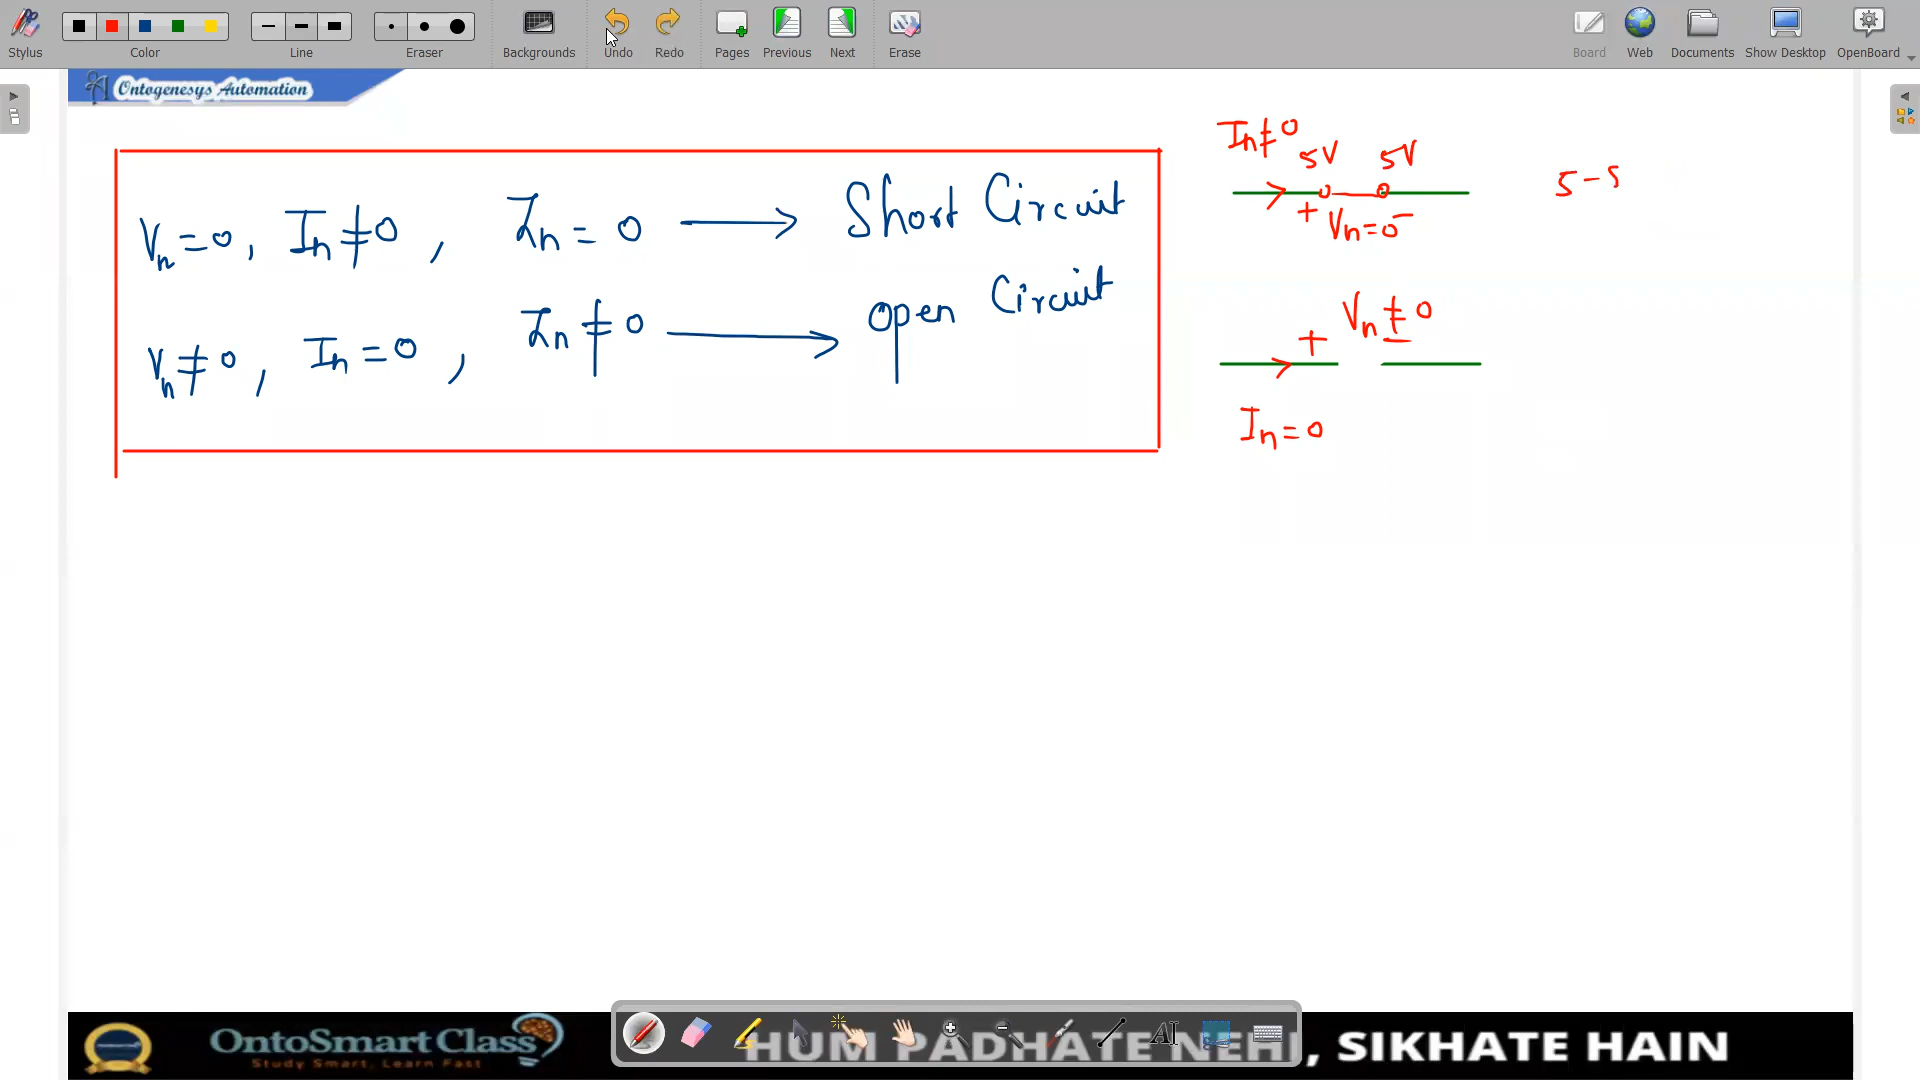 Stylus
Color
Line
Eraser
Backgrounds
Undo
Redo
Pages
Previous
Next
Erase
Board
Web
Documents
Show Desktop
OpenBoard
Ontogenesys Automation
Vn = 0, In ≠ 0, Zn = 0 → Short Circuit
Vn ≠ 0, In = 0, Zn ≠ 0 → open Circuit
In ≠ 0
5V 5V
+ Vn = 0 -
5 - 5
Vn ≠ 0
+ -
In = 0
OntoSmart Class
Study Smart, Learn Fast
HUM PADHATE NEHI, SIKHATE HAIN